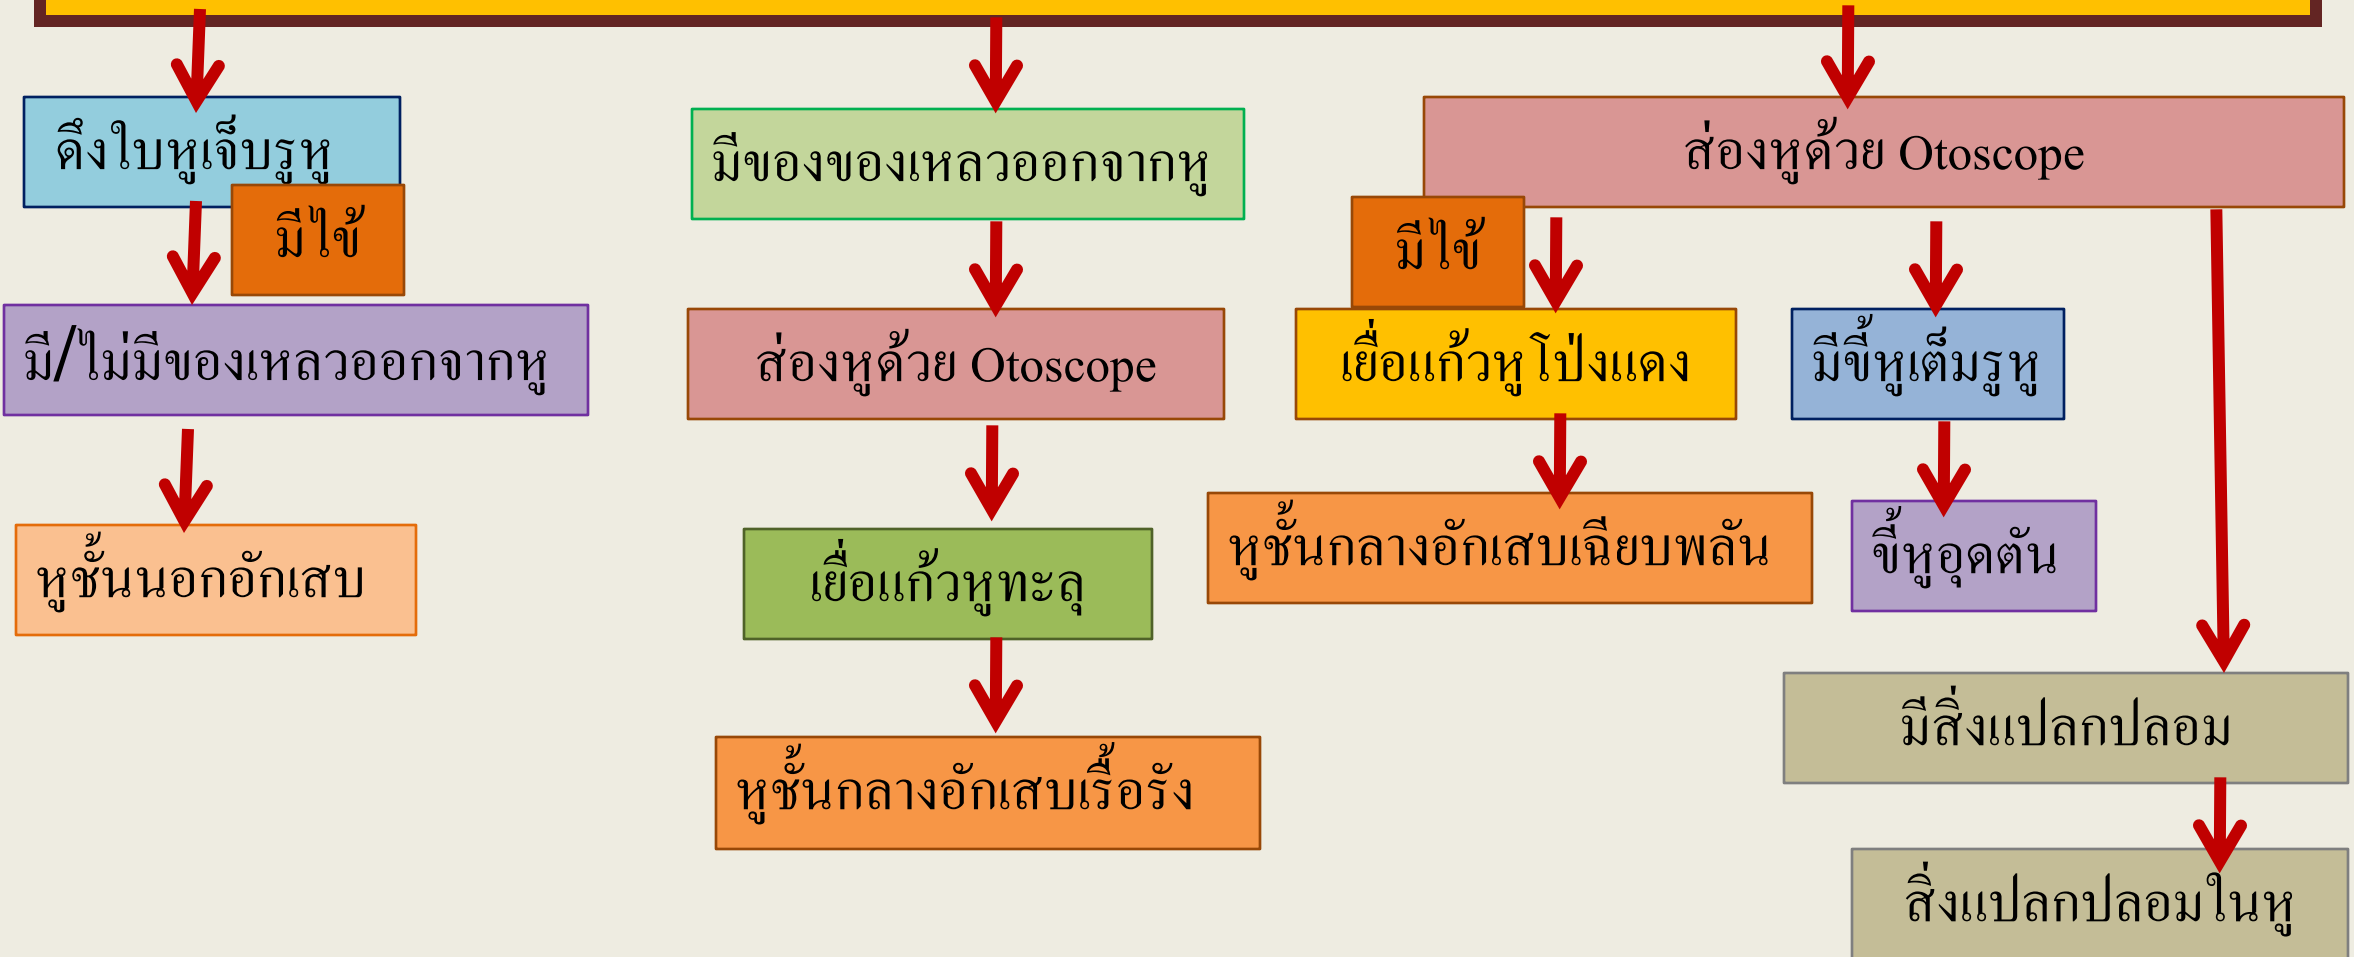 ดึงใบหูเจ็บรูหู
มีไข้
มี/ไม่มีของเหลวออกจากหู
หูชั้นนอกอักเสบ
มีของของเหลวออกจากหู
ส่องหูด้วย Otoscope
เยื่อแก้วหูทะลุ
หูชั้นกลางอักเสบเรื้อรัง
ส่องหูด้วย Otoscope
มีไข้
เยื่อแก้วหู โป่งแดง
หูชั้นกลางอักเสบเฉียบพลัน
มีขี้หูเต็มรูหู
ขี้หูอุดตัน
มีสิ่งแปลกปลอม
สิ่งแปลกปลอมในหู